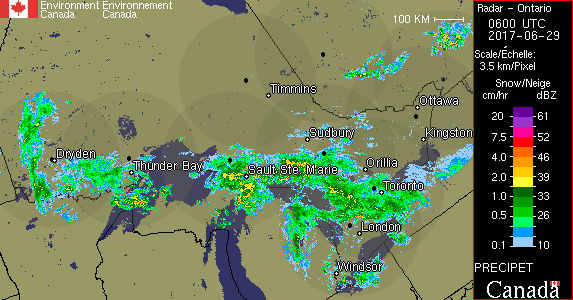 Environment Environnement
Canada Canada
100 KM
Timmins
Ottawa
Sudbury
Kingston
Dryden
Thunder Bay
Sault Ste. Marie
Orillia
Toronto
London
Windsor
Radar - Ontario
0600 UTC
2017-06-29
Scale/Échelle:
3.5 km/Pixel
Snow/Neige
cm/hr dBZ
20 61
7.5 57
5.0 52
4.0 46
2.0 39
1.0 33
0.5 26
0.1 10
PRECIPET
Canada